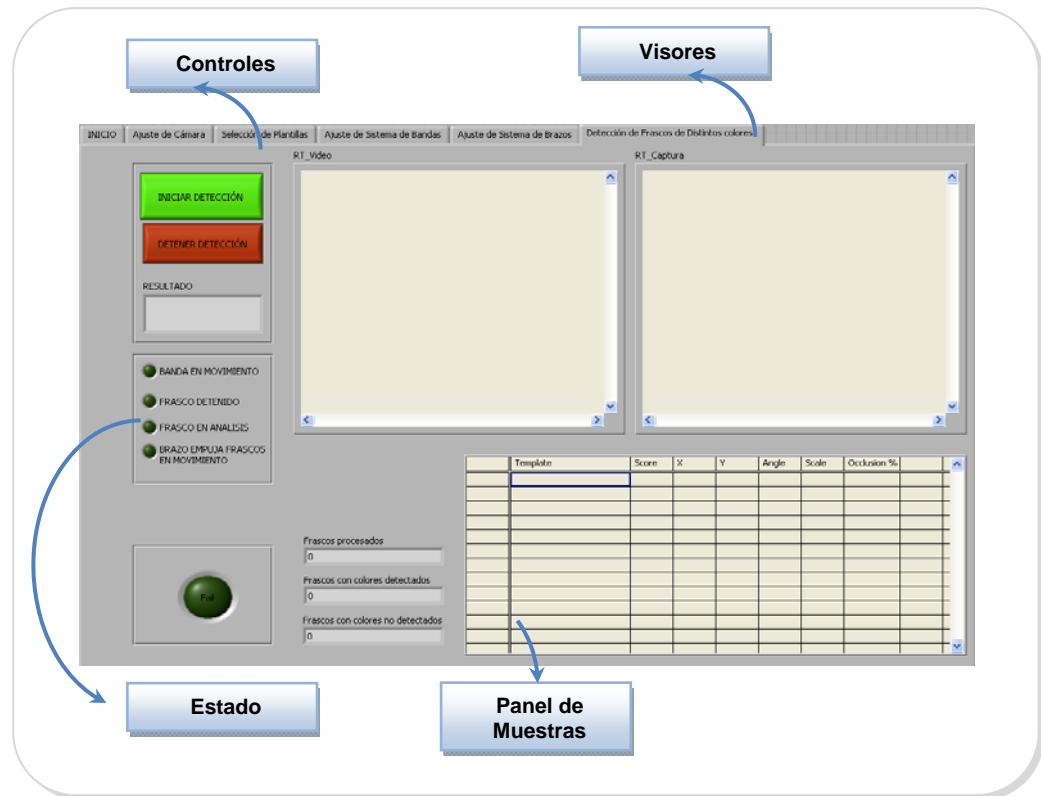 Controles
Visores
INICIO
Ajuste de Cámara
Selección de Plantillas
Ajuste de Sistema de Bandas
Ajuste de Sistema de Brazos
Detección de Frascos de Distintos colores
RT_Video
RT_Captura
INICIAR DETECCIÓN
DETENER DETECCIÓN
RESULTADO
BANDA EN MOVIMIENTO
FRASCO DETENIDO
FRASCO EN ANALISIS
BRAZO EMPUJA FRASCOS
EN MOVIMIENTO
Template Score X Y Angle Scale Occlusion %
Frascos procesados
0
Frascos con colores detectados
0
Frascos con colores no detectados
0
Fail
Estado
Panel de
Muestras